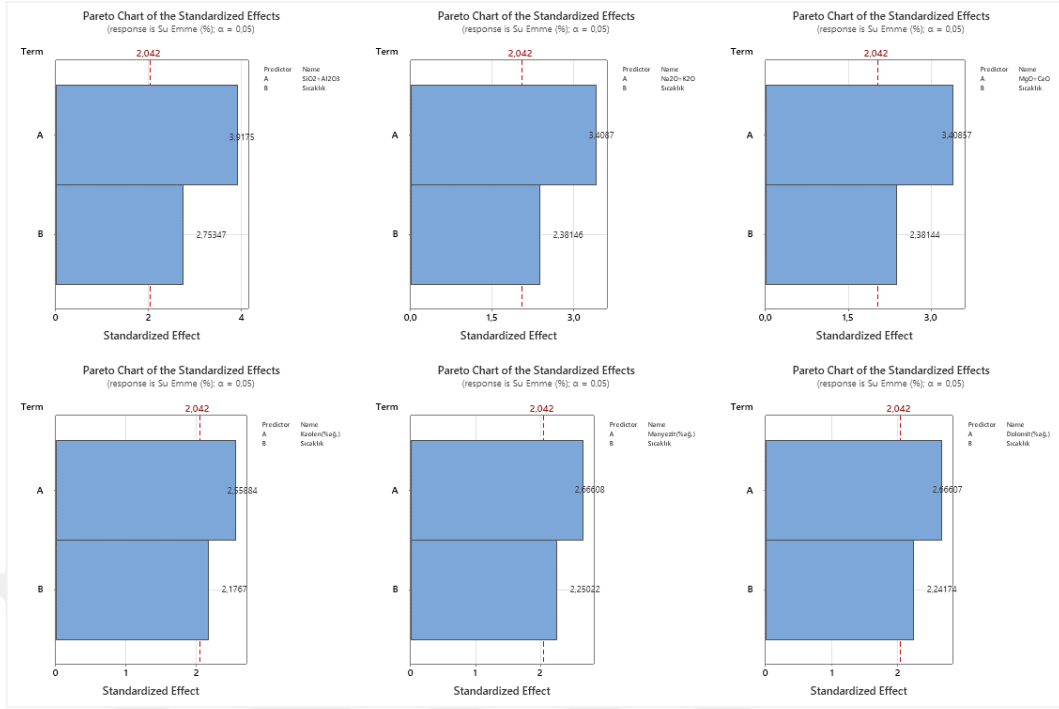 Pareto Chart of the Standardized Effects
(response is Su Emme (%); α = 0,05)
Term
2,042
Predictor Name
A SiO2+Al2O3
B Sıcaklık
A
3,9175
B
2,75347
0 2 4
Standardized Effect
Pareto Chart of the Standardized Effects
(response is Su Emme (%); α = 0,05)
Term
2,042
Predictor Name
A Na2O+K2O
B Sıcaklık
A
3,4087
B
2,38146
0,0 1,5 3,0
Standardized Effect
Pareto Chart of the Standardized Effects
(response is Su Emme (%); α = 0,05)
Term
2,042
Predictor Name
A MgO+CaO
B Sıcaklık
A
3,40857
B
2,38144
0,0 1,5 3,0
Standardized Effect
Pareto Chart of the Standardized Effects
(response is Su Emme (%); α = 0,05)
Term
2,042
Predictor Name
A Kaolen(%ağ.)
B Sıcaklık
A
2,55884
B
2,1767
0 1 2
Standardized Effect
Pareto Chart of the Standardized Effects
(response is Su Emme (%); α = 0,05)
Term
2,042
Predictor Name
A Manyezit(%ağ.)
B Sıcaklık
A
2,66608
B
2,25022
0 1 2
Standardized Effect
Pareto Chart of the Standardized Effects
(response is Su Emme (%); α = 0,05)
Term
2,042
Predictor Name
A Dolomit(%ağ.)
B Sıcaklık
A
2,66607
B
2,24174
0 1 2
Standardized Effect